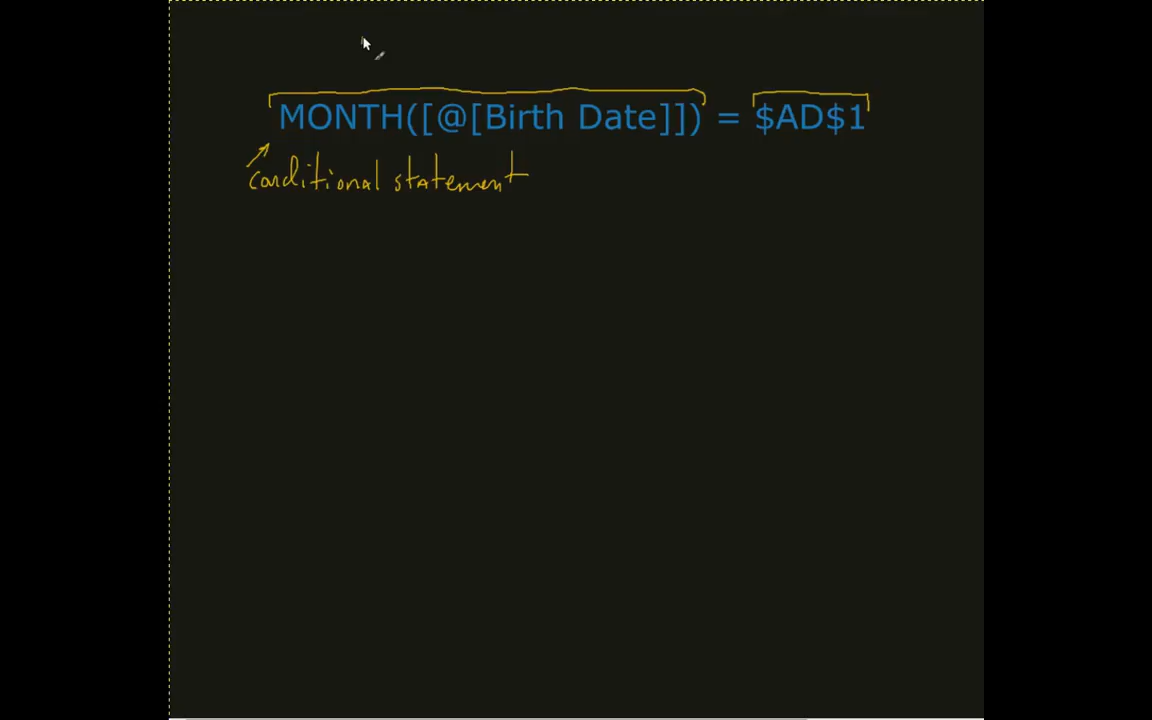 MONTH([@[Birth Date]]) = $AD$1
conditional statement